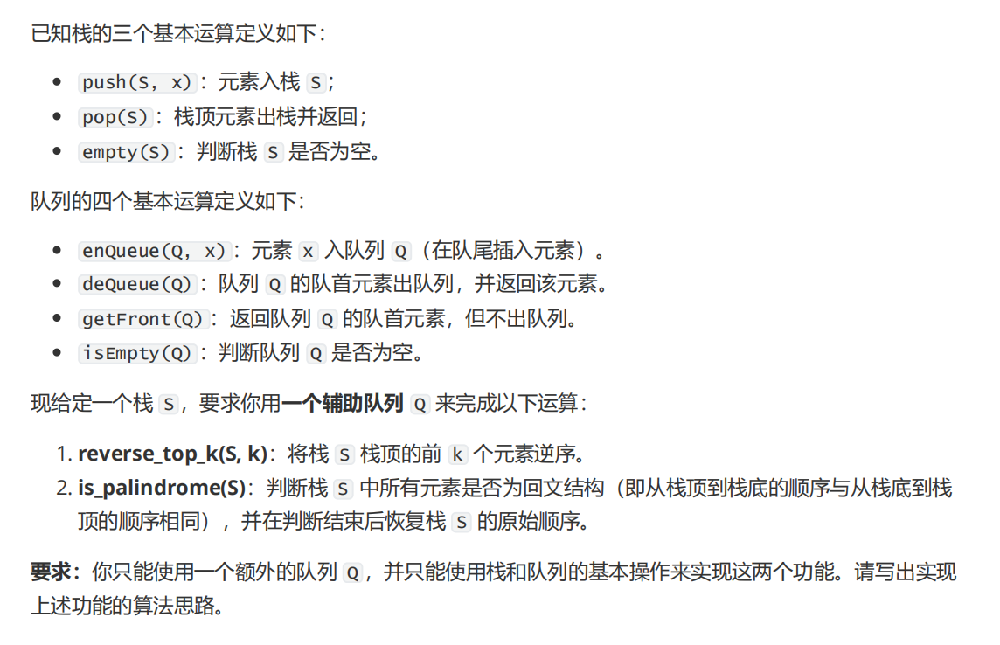 已知栈的三个基本运算定义如下：
• push(S, x)：元素入栈 S；
• pop(S)：栈顶元素出栈并返回；
• empty(S)：判断栈 S 是否为空。
队列的四个基本运算定义如下：
• enQueue(Q, x)：元素 x 入队列 Q（在队尾插入元素）。
• deQueue(Q)：队列 Q 的队首元素出队列，并返回该元素。
• getFront(Q)：返回队列 Q 的队首元素，但不出队列。
• isEmpty(Q)：判断队列 Q 是否为空。
现给定一个栈 S，要求你用一个辅助队列 Q 来完成以下运算：
1. reverse_top_k(S, k)：将栈 S 栈顶的前 k 个元素逆序。
2. is_palindrome(S)：判断栈 S 中所有元素是否为回文结构（即从栈顶到栈底的顺序与从栈底到栈
顶的顺序相同），并在判断结束后恢复栈 S 的原始顺序。
要求：你只能使用一个额外的队列 Q，并只能使用栈和队列的基本操作来实现这两个功能。请写出实现
上述功能的算法思路。